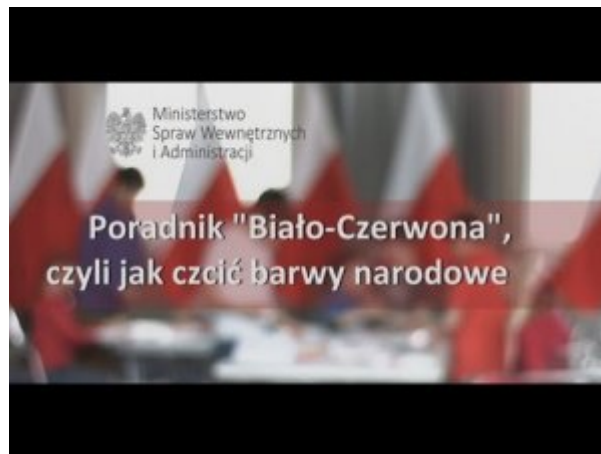 Ministerstwo
Spraw Wewnętrznych
i Administracji
Poradnik "Biało-Czerwona",
czyli jak czcić barwy narodowe